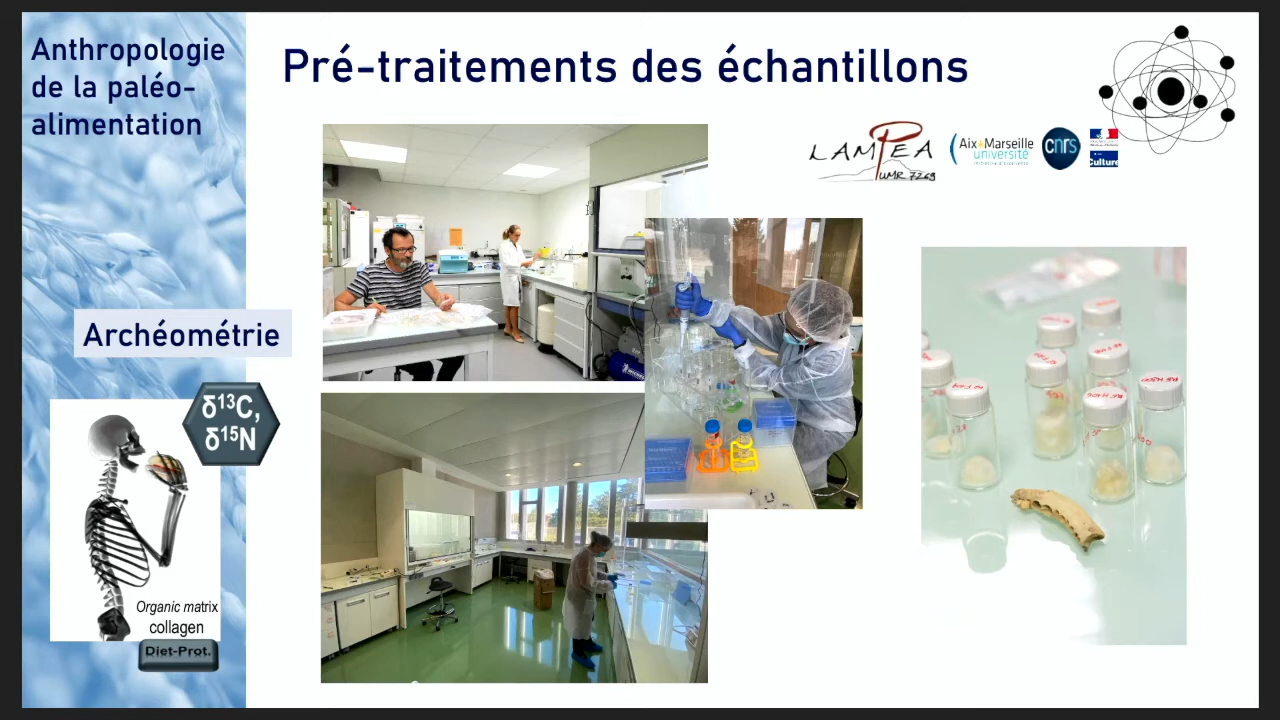 Anthropologie
de la paléo-
alimentation
Pré-traitements des échantillons
LAMPEA
UMR 7269
Aix*Marseille
université
cnrs
Culture
Archéométrie
δ¹³C,
δ¹⁵N
Organic matrix
collagen
Diet-Prot.